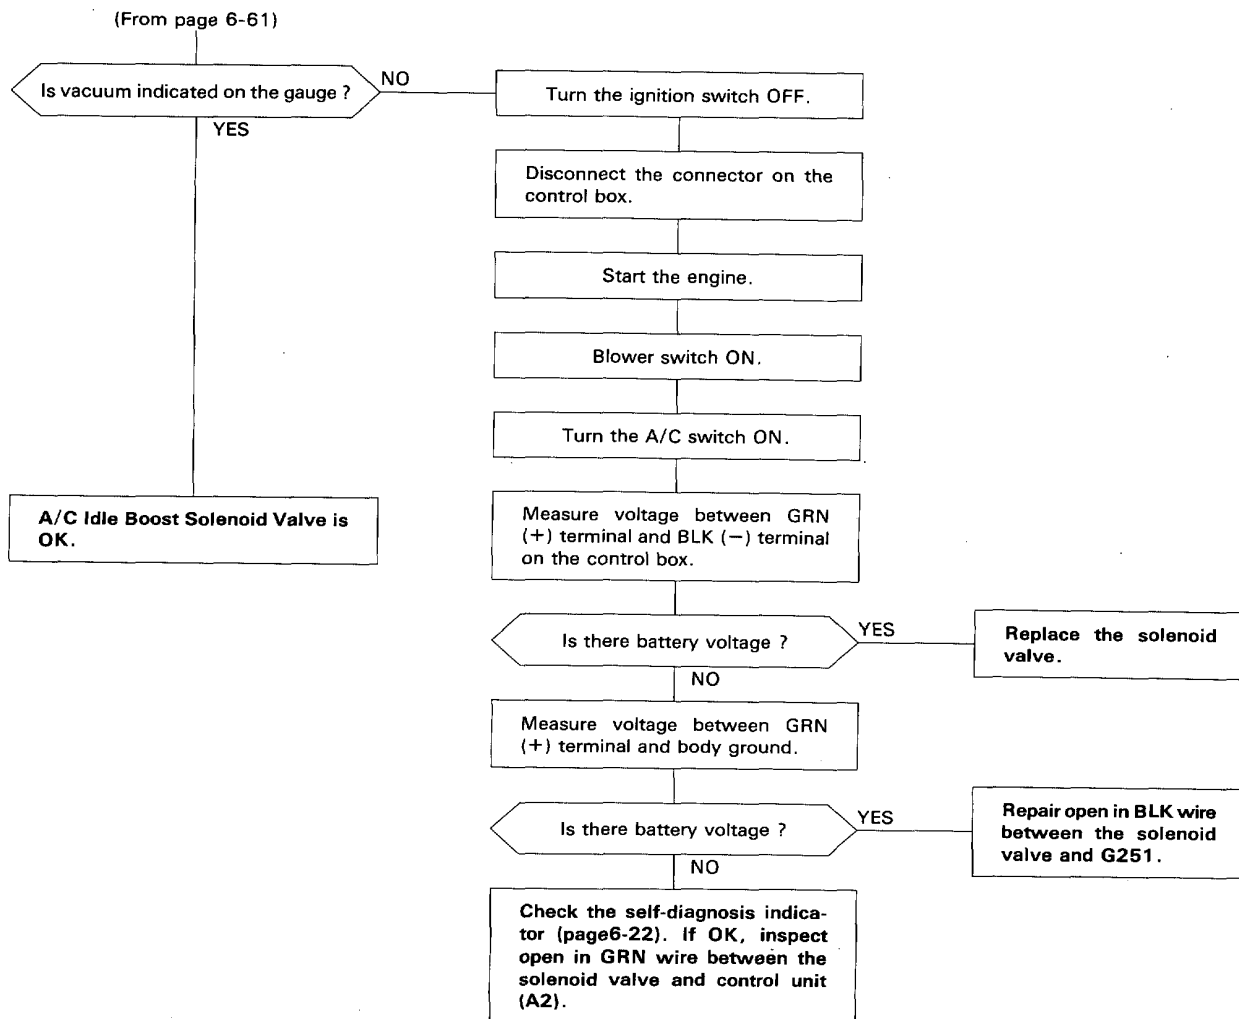 (From page 6-61)
Is vacuum indicated on the gauge ?
NO
YES
Turn the ignition switch OFF.
Disconnect the connector on the
control box.
Start the engine.
Blower switch ON.
Turn the A/C switch ON.
A/C Idle Boost Solenoid Valve is
OK.
Measure voltage between GRN
(+) terminal and BLK (−) terminal
on the control box.
Is there battery voltage ?
YES
Replace the solenoid
valve.
NO
Measure voltage between GRN
(+) terminal and body ground.
Is there battery voltage ?
YES
Repair open in BLK wire
between the solenoid
valve and G251.
NO
Check the self-diagnosis indica-
tor (page6-22). If OK, inspect
open in GRN wire between the
solenoid valve and control unit
(A2).